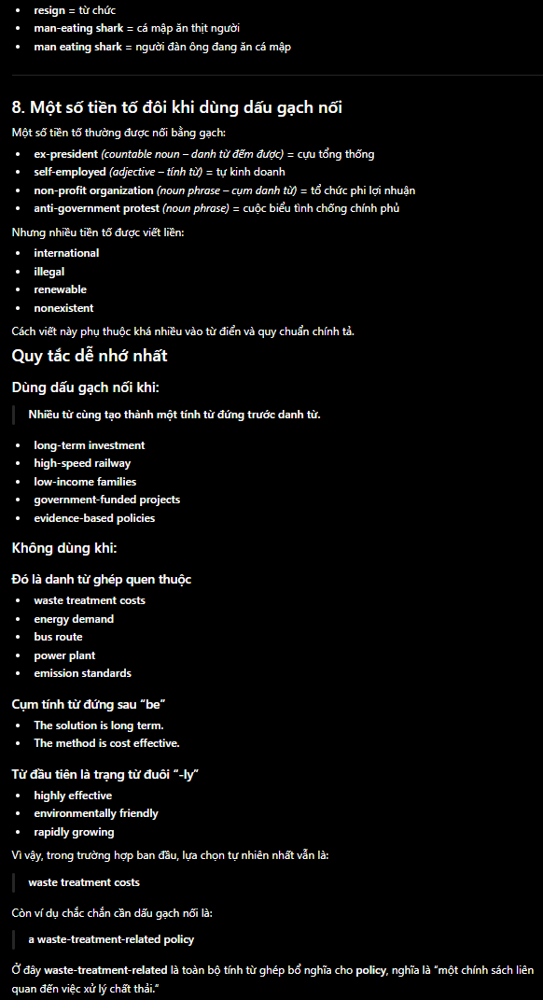 resign = từ chức
man-eating shark = cá mập ăn thịt người
man eating shark = người đàn ông đang ăn cá mập
8. Một số tiền tố đôi khi dùng dấu gạch nối
Một số tiền tố thường được nối bằng gạch:
ex-president (countable noun – danh từ đếm được) = cựu tổng thống
self-employed (adjective – tính từ) = tự kinh doanh
non-profit organization (noun phrase – cụm danh từ) = tổ chức phi lợi nhuận
anti-government protest (noun phrase) = cuộc biểu tình chống chính phủ
Nhưng nhiều tiền tố được viết liền:
international
illegal
renewable
nonexistent
Cách viết này phụ thuộc khá nhiều vào từ điển và quy chuẩn chính tả.
Quy tắc dễ nhớ nhất
Dùng dấu gạch nối khi:
Nhiều từ cùng tạo thành một tính từ đứng trước danh từ.
long-term investment
high-speed railway
low-income families
government-funded projects
evidence-based policies
Không dùng khi:
Đó là danh từ ghép quen thuộc
waste treatment costs
energy demand
bus route
power plant
emission standards
Cụm tính từ đứng sau “be”
The solution is long term.
The method is cost effective.
Từ đầu tiên là trạng từ đuôi “-ly”
highly effective
environmentally friendly
rapidly growing
Vì vậy, trong trường hợp ban đầu, lựa chọn tự nhiên nhất vẫn là:
waste treatment costs
Còn ví dụ chắc chắn cần dấu gạch nối là:
a waste-treatment-related policy
Ở đây waste-treatment-related là toàn bộ tính từ ghép bổ nghĩa cho policy, nghĩa là “một chính sách liên
quan đến việc xử lý chất thải.”